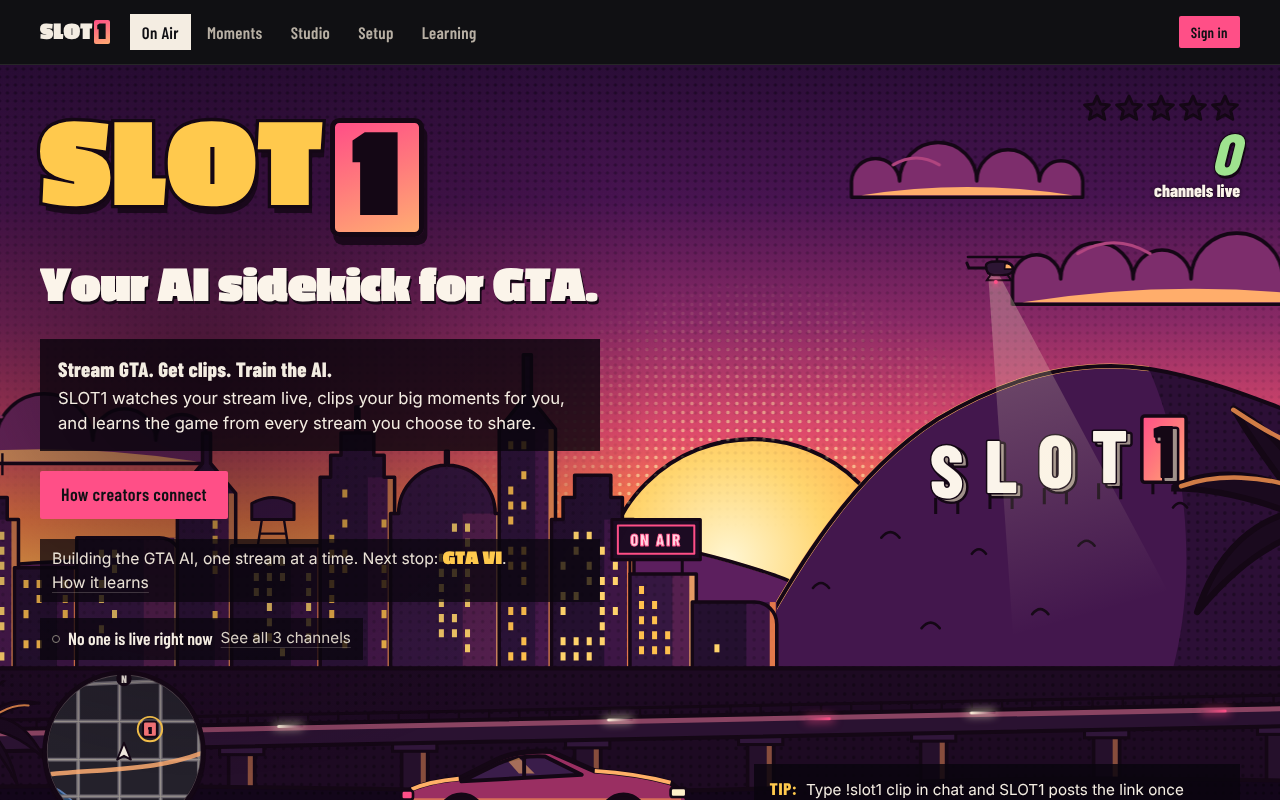 SLOT1
On Air
Moments
Studio
Setup
Learning
Sign in
SLOT1
0
channels live
Your AI sidekick for GTA.
Stream GTA. Get clips. Train the AI.
SLOT1 watches your stream live, clips your big moments for you,
and learns the game from every stream you choose to share.
SLOT1
How creators connect
ON AIR
Building the GTA AI, one stream at a time. Next stop: GTA VI.
How it learns
No one is live right now See all 3 channels
N
1
TIP: Type !slot1 clip in chat and SLOT1 posts the link once